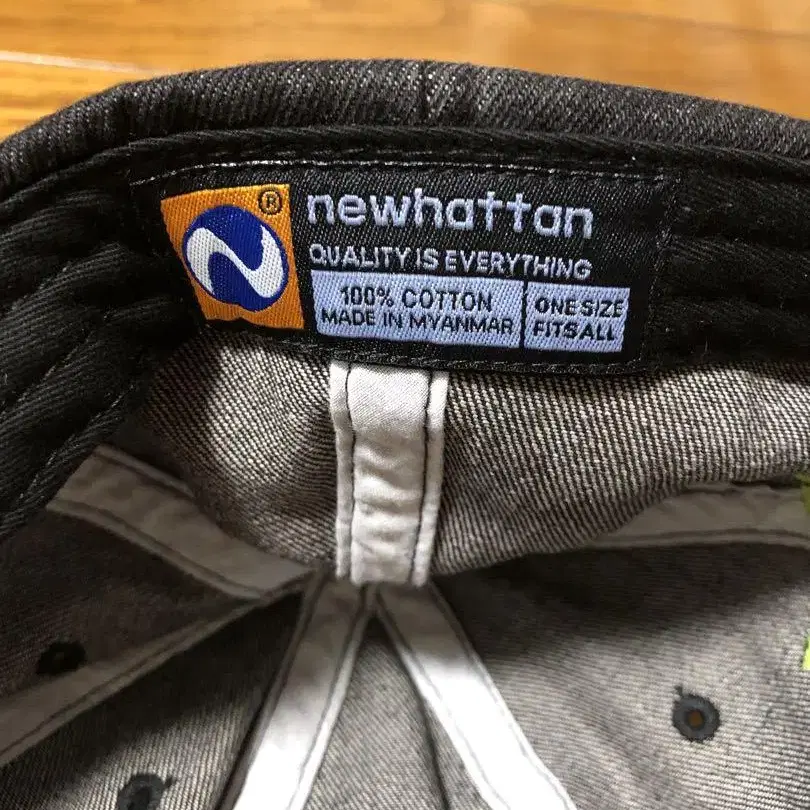 ®
newhattan
QUALITY IS EVERYTHING
100% COTTON
MADE IN MYANMAR
ONE SIZE
FITS ALL